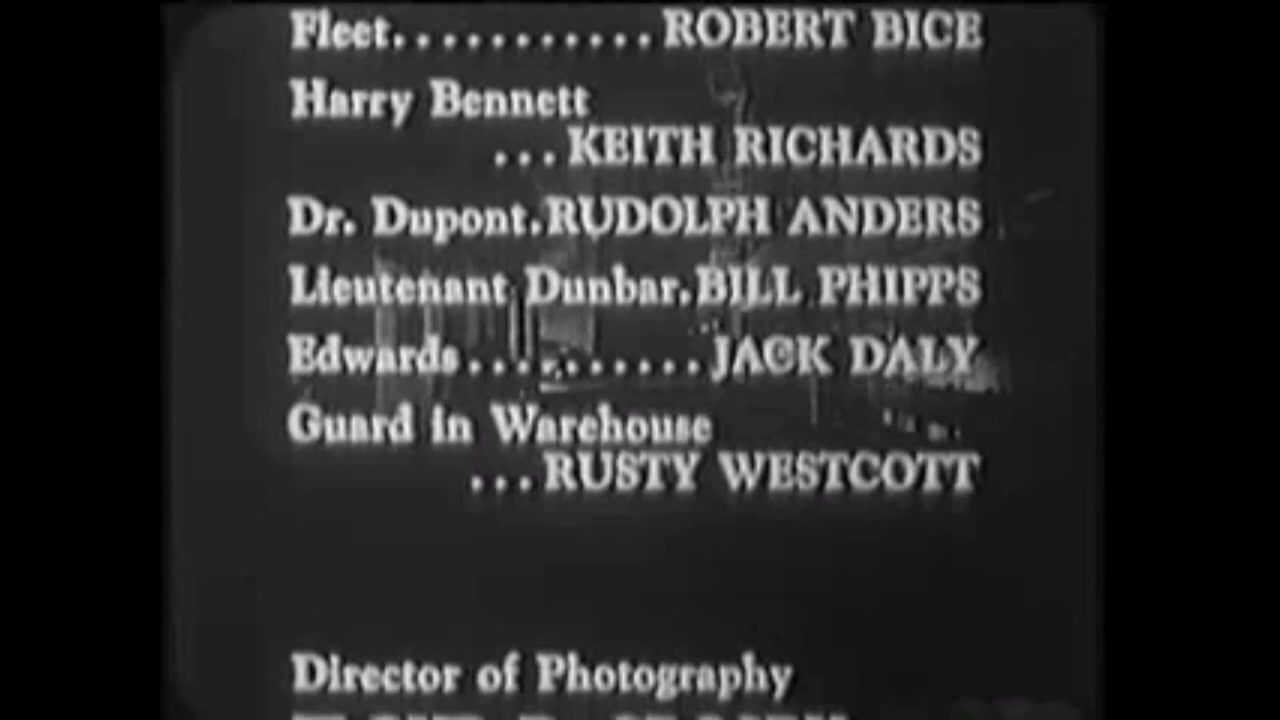 Fleet...........ROBERT BICE
Harry Bennett
...KEITH RICHARDS
Dr. Dupont.RUDOLPH ANDERS
Lieutenant Dunbar.BILL PHIPPS
Edwards..........JACK DALY
Guard in Warehouse
...RUSTY WESTCOTT
Director of Photography